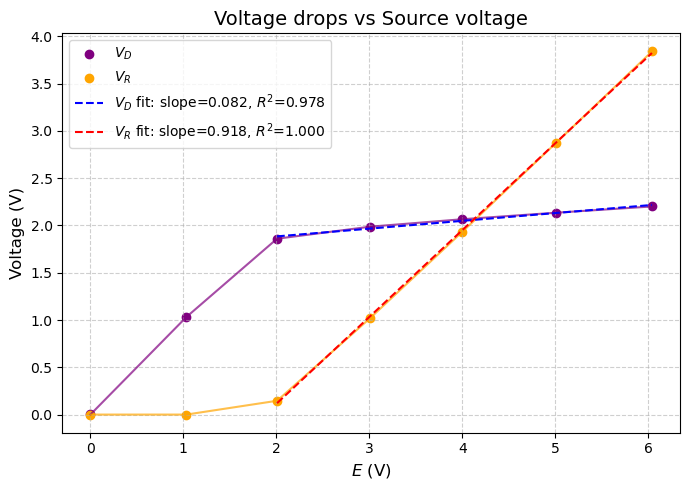 Voltage drops vs Source voltage
V_D
V_R
V_D fit: slope=0.082, R²=0.978
V_R fit: slope=0.918, R²=1.000
Voltage (V)
4.0
3.5
3.0
2.5
2.0
1.5
1.0
0.5
0.0
0 1 2 3 4 5 6
E (V)